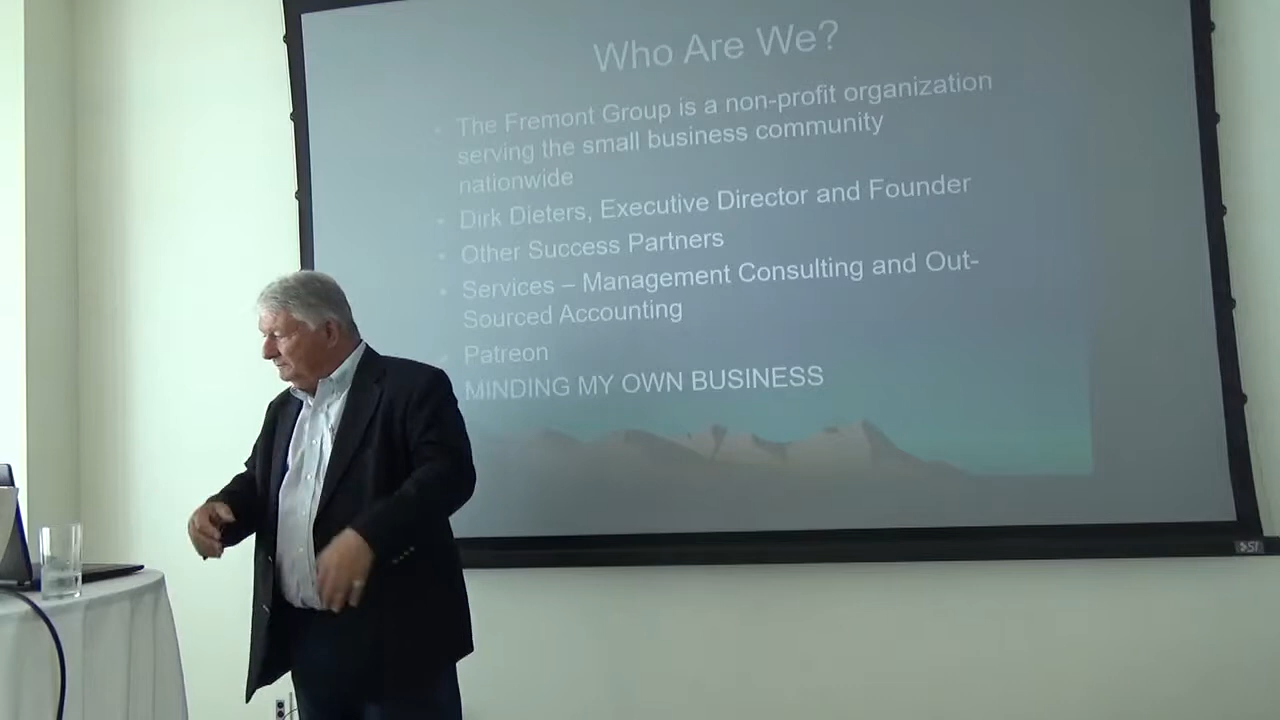 Who Are We?
The Fremont Group is a non-profit organization
serving the small business community
nationwide
Dirk Dieters, Executive Director and Founder
Other Success Partners
Services – Management Consulting and Out-
Sourced Accounting
Patreon
MINDING MY OWN BUSINESS